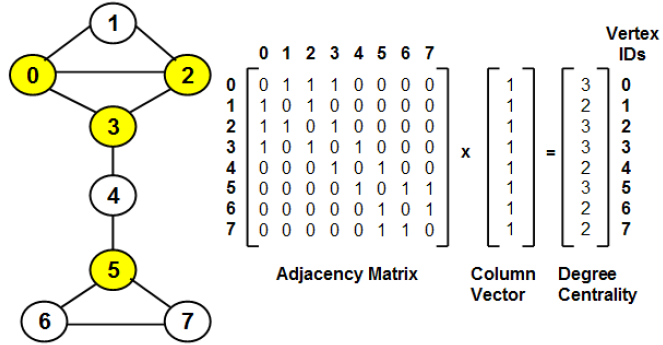 1
0
2
3
4
5
6
7
Vertex
IDs
0 1 2 3 4 5 6 7
0 0 1 1 1 0 0 0 0 1 3 0
1 1 0 1 0 0 0 0 0 1 2 1
2 1 1 0 1 0 0 0 0 1 3 2
3 1 0 1 0 1 0 0 0 1 3 3
4 0 0 0 1 0 1 0 0 x 1 = 2 4
5 0 0 0 0 1 0 1 1 1 3 5
6 0 0 0 0 0 1 0 1 1 2 6
7 0 0 0 0 0 1 1 0 1 2 7
Adjacency Matrix
Column
Vector
Degree
Centrality